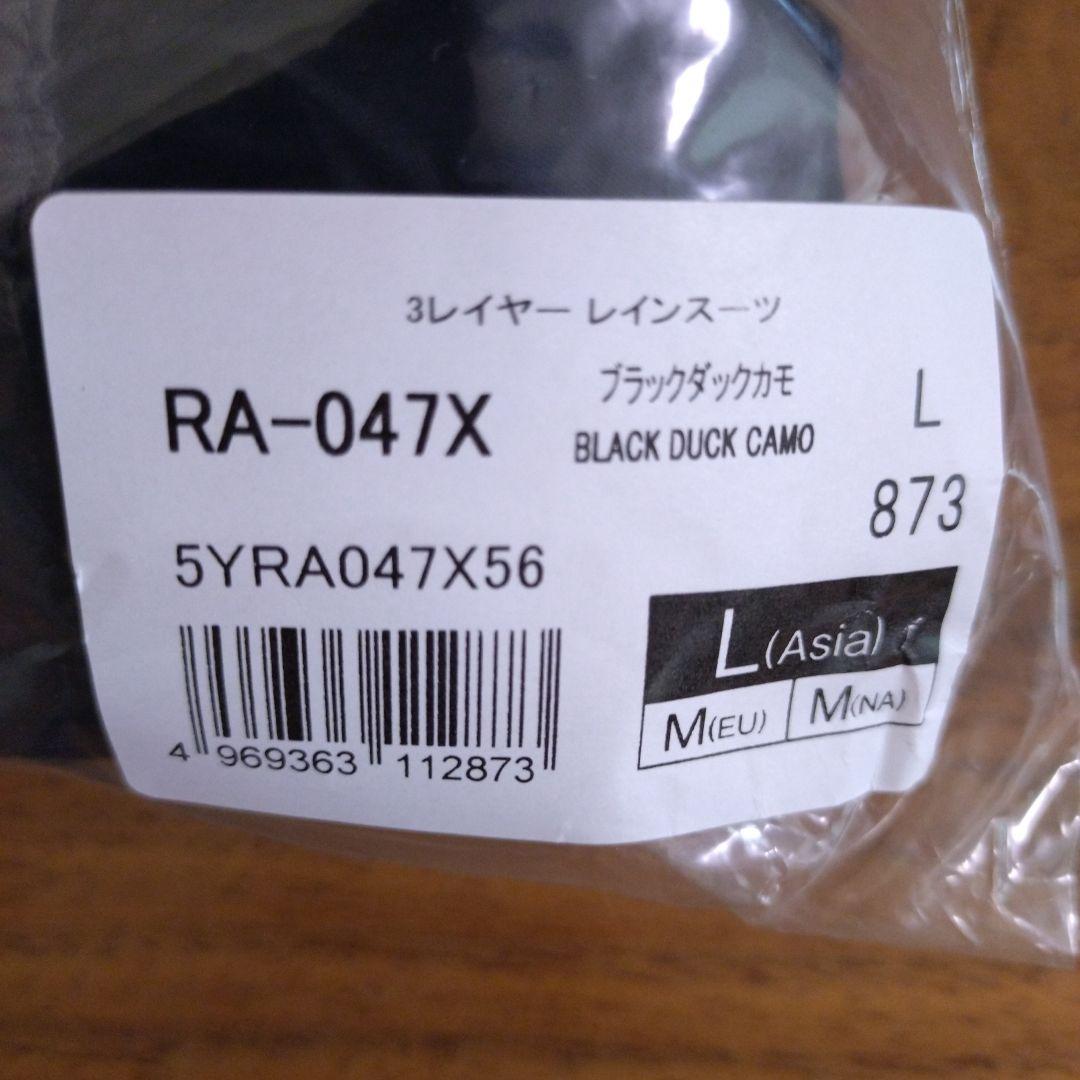 3レイヤー レインスーツ
RA-047X
ブラックダックカモ
BLACK DUCK CAMO
L
873
5YRA047X56
4 969363 112873
L(Asia)
M(EU)
M(NA)